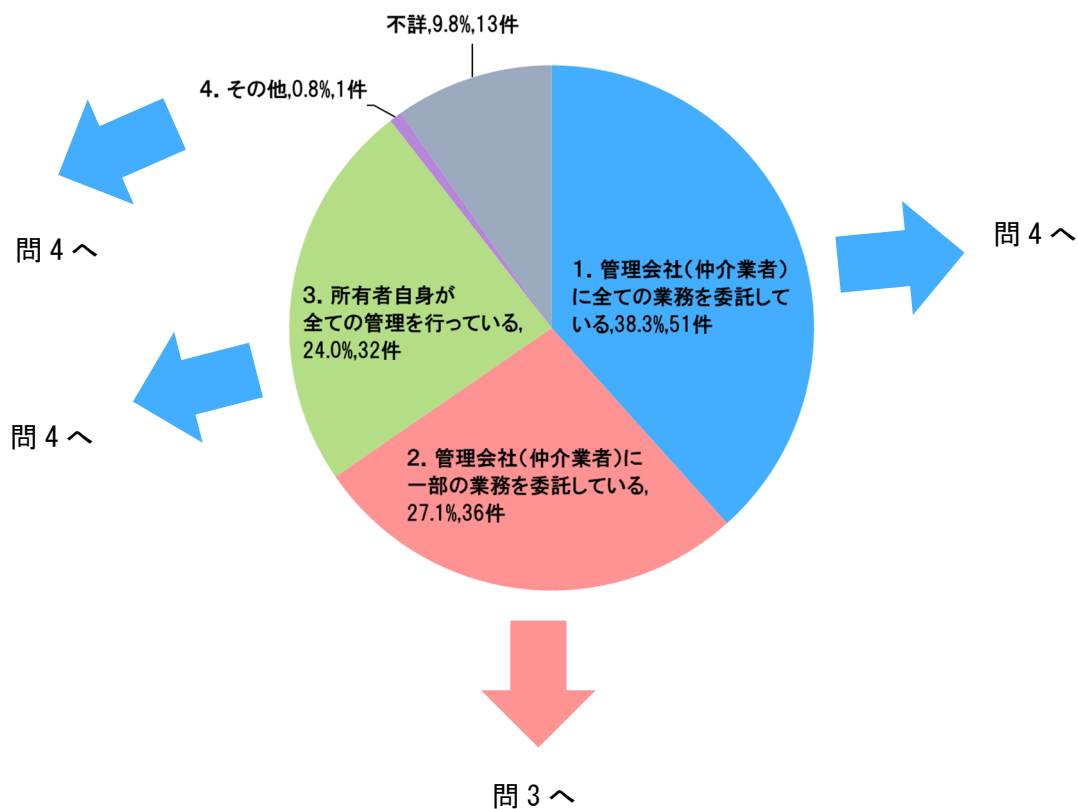 不詳,9.8%,13件
4．その他,0.8%,1件
問４へ
問４へ
1．管理会社（仲介業者）
に全ての業務を委託して
いる,38.3%,51件
3．所有者自身が
全ての管理を行っている,
24.0%,32件
問４へ
2．管理会社（仲介業者）に
一部の業務を委託している,
27.1%,36件
問３へ